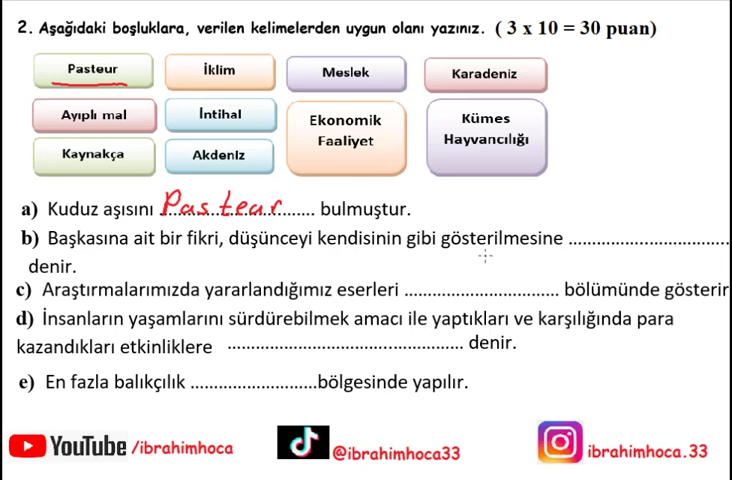 2. Aşağıdaki boşluklara, verilen kelimelerden uygun olanı yazınız. ( 3 x 10 = 30 puan)
Pasteur
İklim
Meslek
Karadeniz
Ayıplı mal
İntihal
Ekonomik
Faaliyet
Kümes
Hayvancılığı
Kaynakça
Akdeniz
a) Kuduz aşısını Pastear bulmuştur.
b) Başkasına ait bir fikri, düşünceyi kendisinin gibi gösterilmesine ..................................
denir.
c) Araştırmalarımızda yararlandığımız eserleri ................................. bölümünde gösterir
d) İnsanların yaşamlarını sürdürebilmek amacı ile yaptıkları ve karşılığında para
kazandıkları etkinliklere .................................................. denir.
e) En fazla balıkçılık ...........................bölgesinde yapılır.
YouTube /ibrahimhoca
@ibrahimhoca33
ibrahimhoca.33